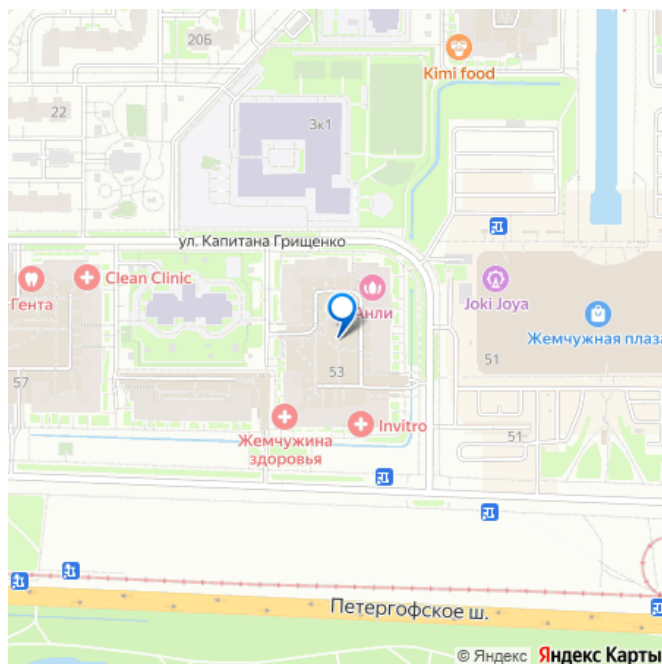 20Б
Kimi food
22
3к1
ул. Капитана Грищенко
Clean Clinic
Гента
Анли
Joki Joya
Жемчужная плаза
51
57
53
Invitro
51
Жемчужина
здоровья
Петергофское ш.
© Яндекс Яндекс Карты